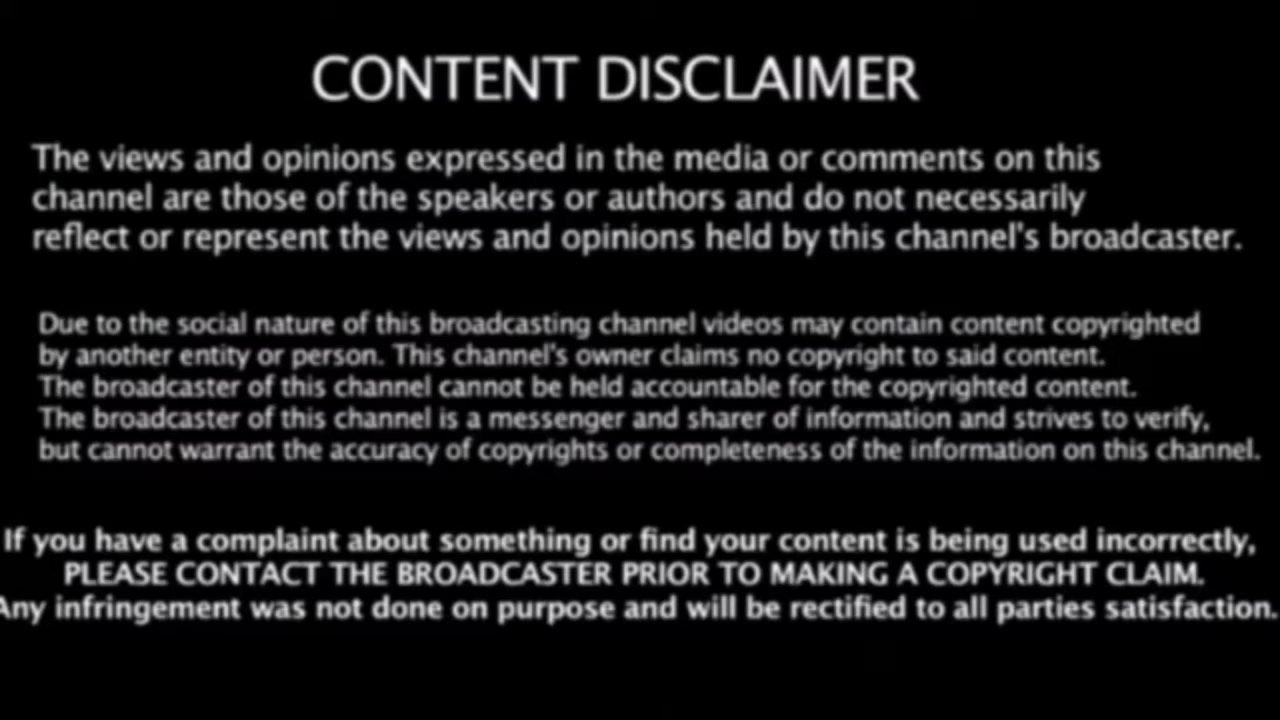 CONTENT DISCLAIMER
The views and opinions expressed in the media or comments on this
channel are those of the speakers or authors and do not necessarily
reflect or represent the views and opinions held by this channel's broadcaster.
Due to the social nature of this broadcasting channel videos may contain content copyrighted
by another entity or person. This channel's owner claims no copyright to said content.
The broadcaster of this channel cannot be held accountable for the copyrighted content.
The broadcaster of this channel is a messenger and sharer of information and strives to verify,
but cannot warrant the accuracy of copyrights or completeness of the information on this channel.
If you have a complaint about something or find your content is being used incorrectly,
PLEASE CONTACT THE BROADCASTER PRIOR TO MAKING A COPYRIGHT CLAIM.
Any infringement was not done on purpose and will be rectified to all parties satisfaction.